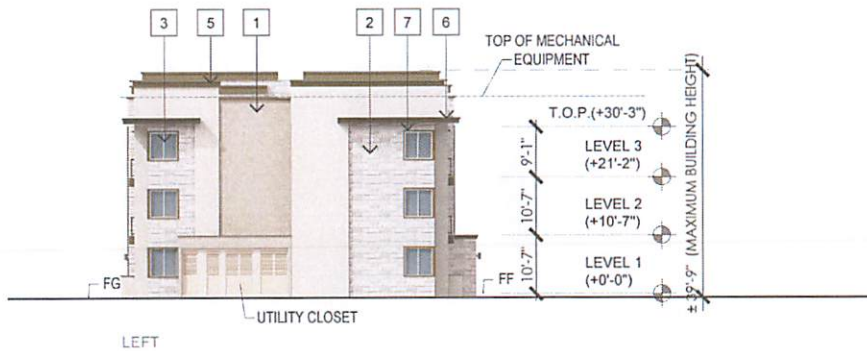 3
5
1
2
7
6
TOP OF MECHANICAL
EQUIPMENT
T.O.P.(+30'-3")
9'-1"
LEVEL 3
(+21'-2")
10'-7"
LEVEL 2
(+10'-7")
10'-7"
LEVEL 1
(+0'-0")
± 39'-9" (MAXIMUM BUILDING HEIGHT)
FG
FF
UTILITY CLOSET
LEFT